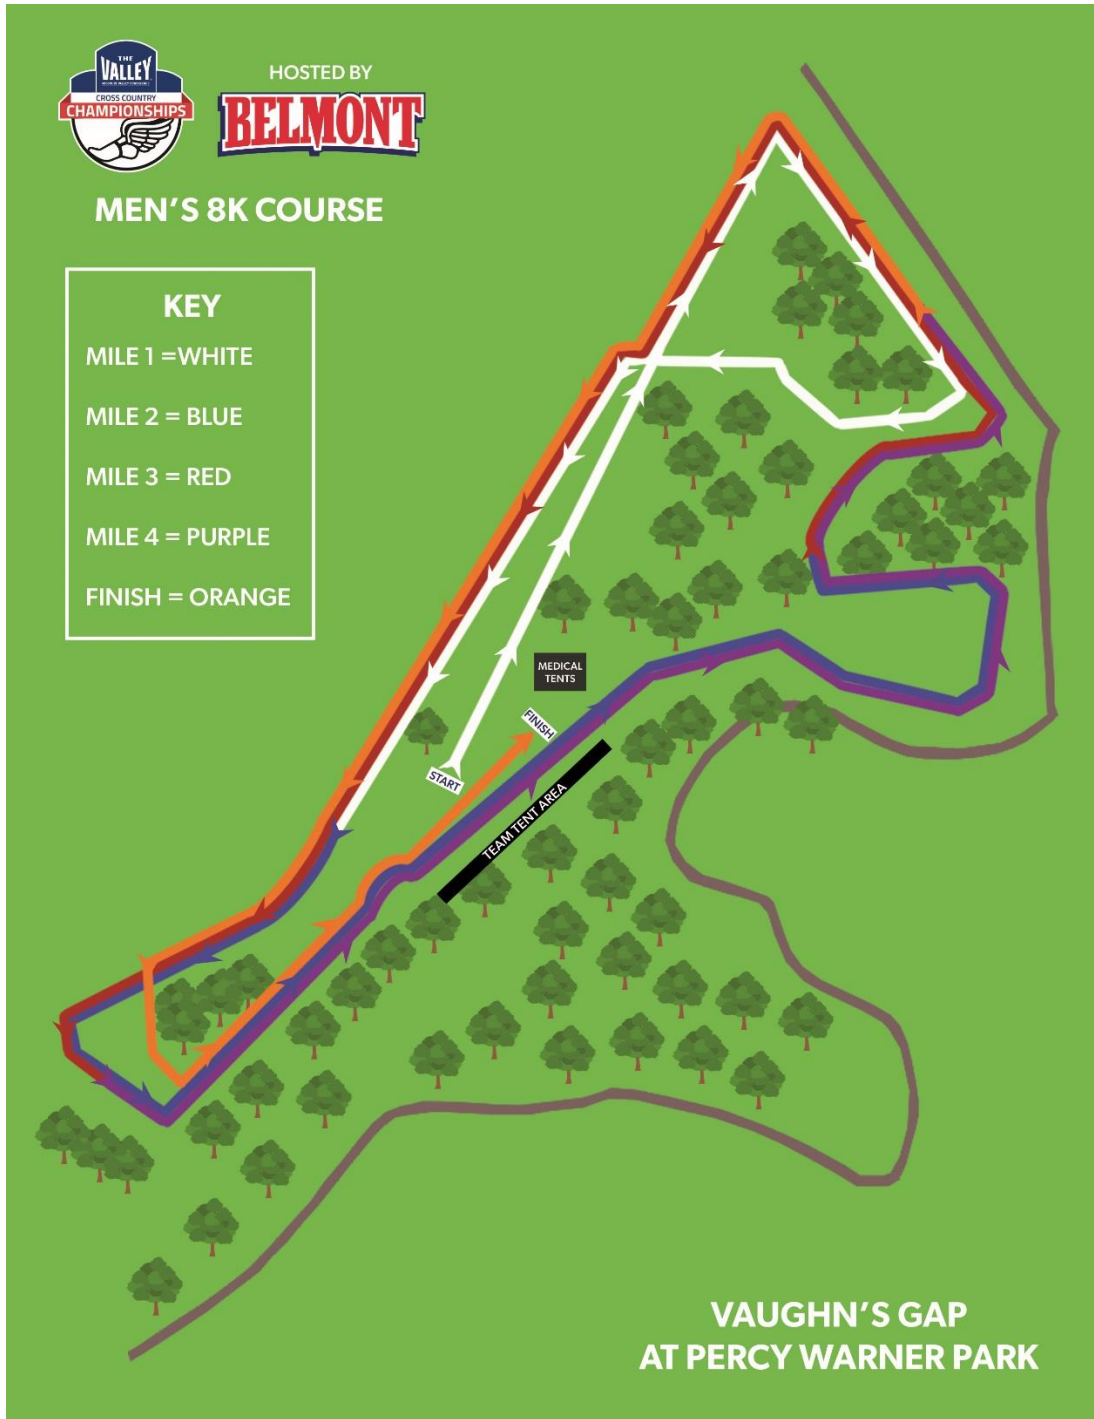 THE
VALLEY
CROSS COUNTRY
CHAMPIONSHIPS
HOSTED BY
BELMONT
MEN'S 8K COURSE
KEY
MILE 1 =WHITE
MILE 2 = BLUE
MILE 3 = RED
MILE 4 = PURPLE
FINISH = ORANGE
MEDICAL
TENTS
FINISH
START
TEAM TENT AREA
VAUGHN'S GAP
AT PERCY WARNER PARK